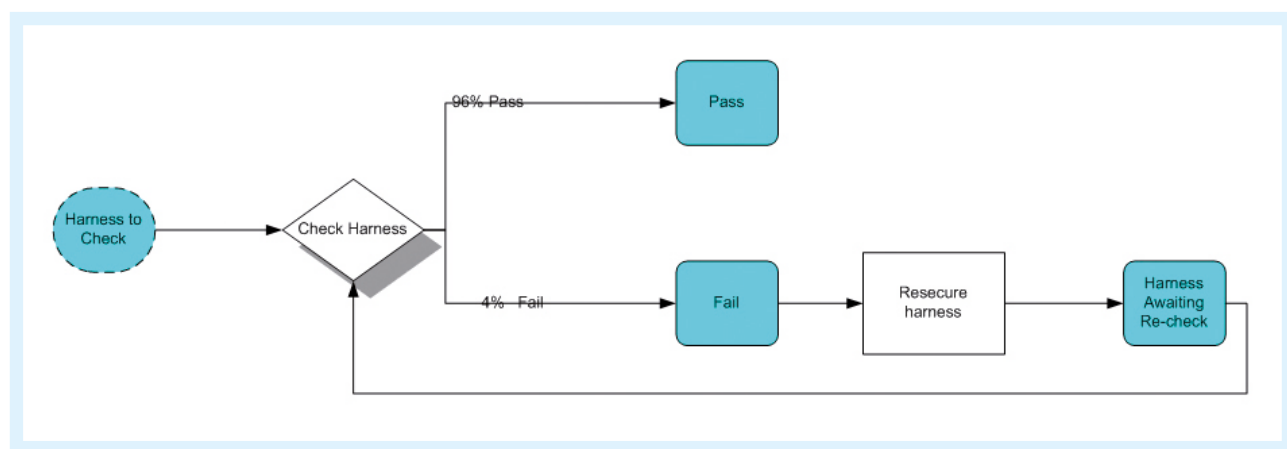 96% Pass
Pass
Harness to
Check
Check Harness
4% Fail
Fail
Resecure
harness
Harness
Awaiting
Re-check